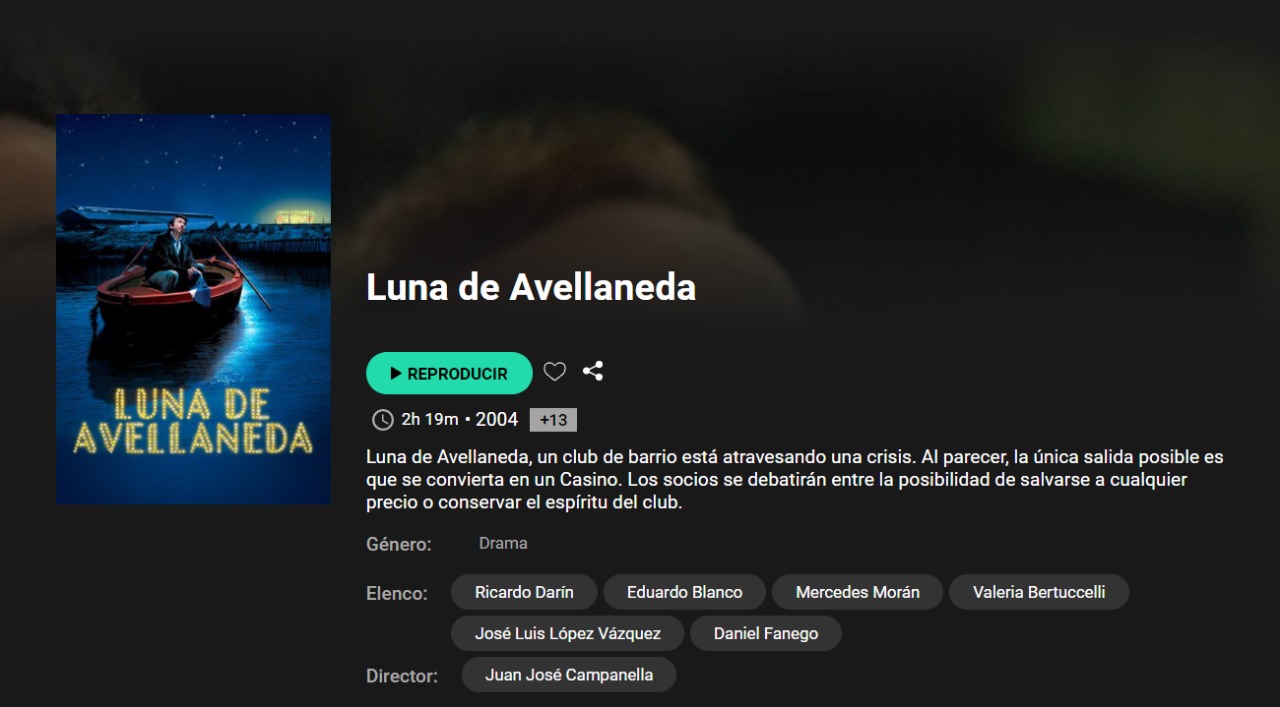 LUNA DE
AVELLANEDA
Luna de Avellaneda
REPRODUCIR
2h 19m • 2004 +13
Luna de Avellaneda, un club de barrio está atravesando una crisis. Al parecer, la única salida posible es
que se convierta en un Casino. Los socios se debatirán entre la posibilidad de salvarse a cualquier
precio o conservar el espíritu del club.
Género: Drama
Elenco: Ricardo Darín Eduardo Blanco Mercedes Morán Valeria Bertuccelli
José Luis López Vázquez Daniel Fanego
Director: Juan José Campanella